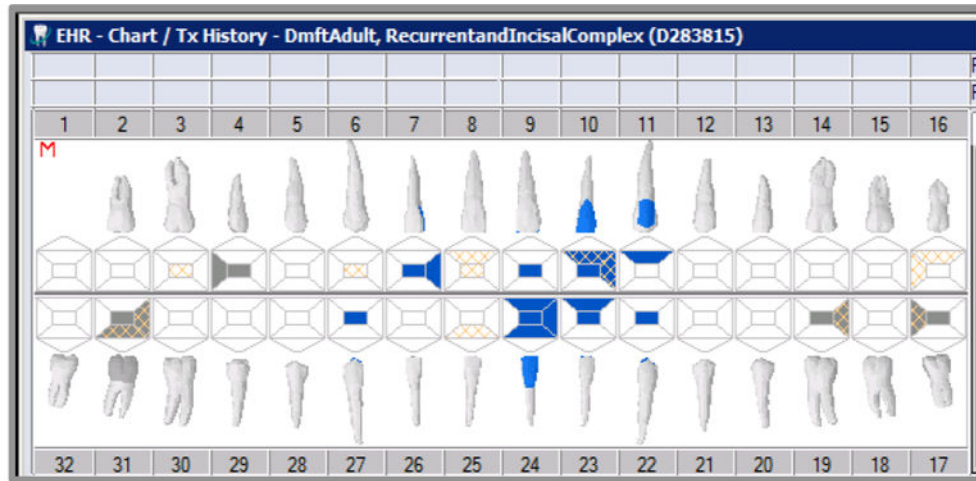 EHR - Chart / Tx History - DmftAdult, RecurrentandIncisalComplex (D283815)
1 2 3 4 5 6 7 8 9 10 11 12 13 14 15 16
M
32 31 30 29 28 27 26 25 24 23 22 21 20 19 18 17